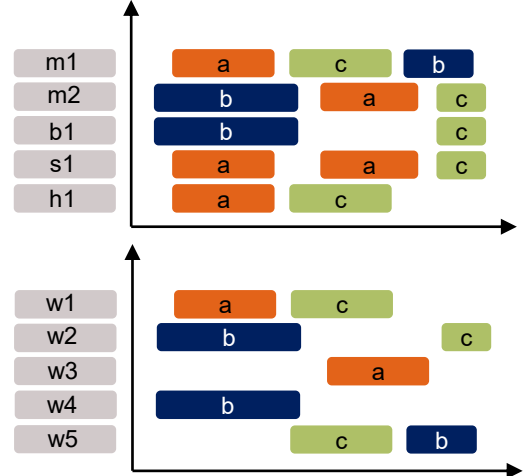 m1 a c b
m2 b a c
b1 b c
s1 a a c
h1 a c
w1 a c
w2 b c
w3 a
w4 b
w5 c b